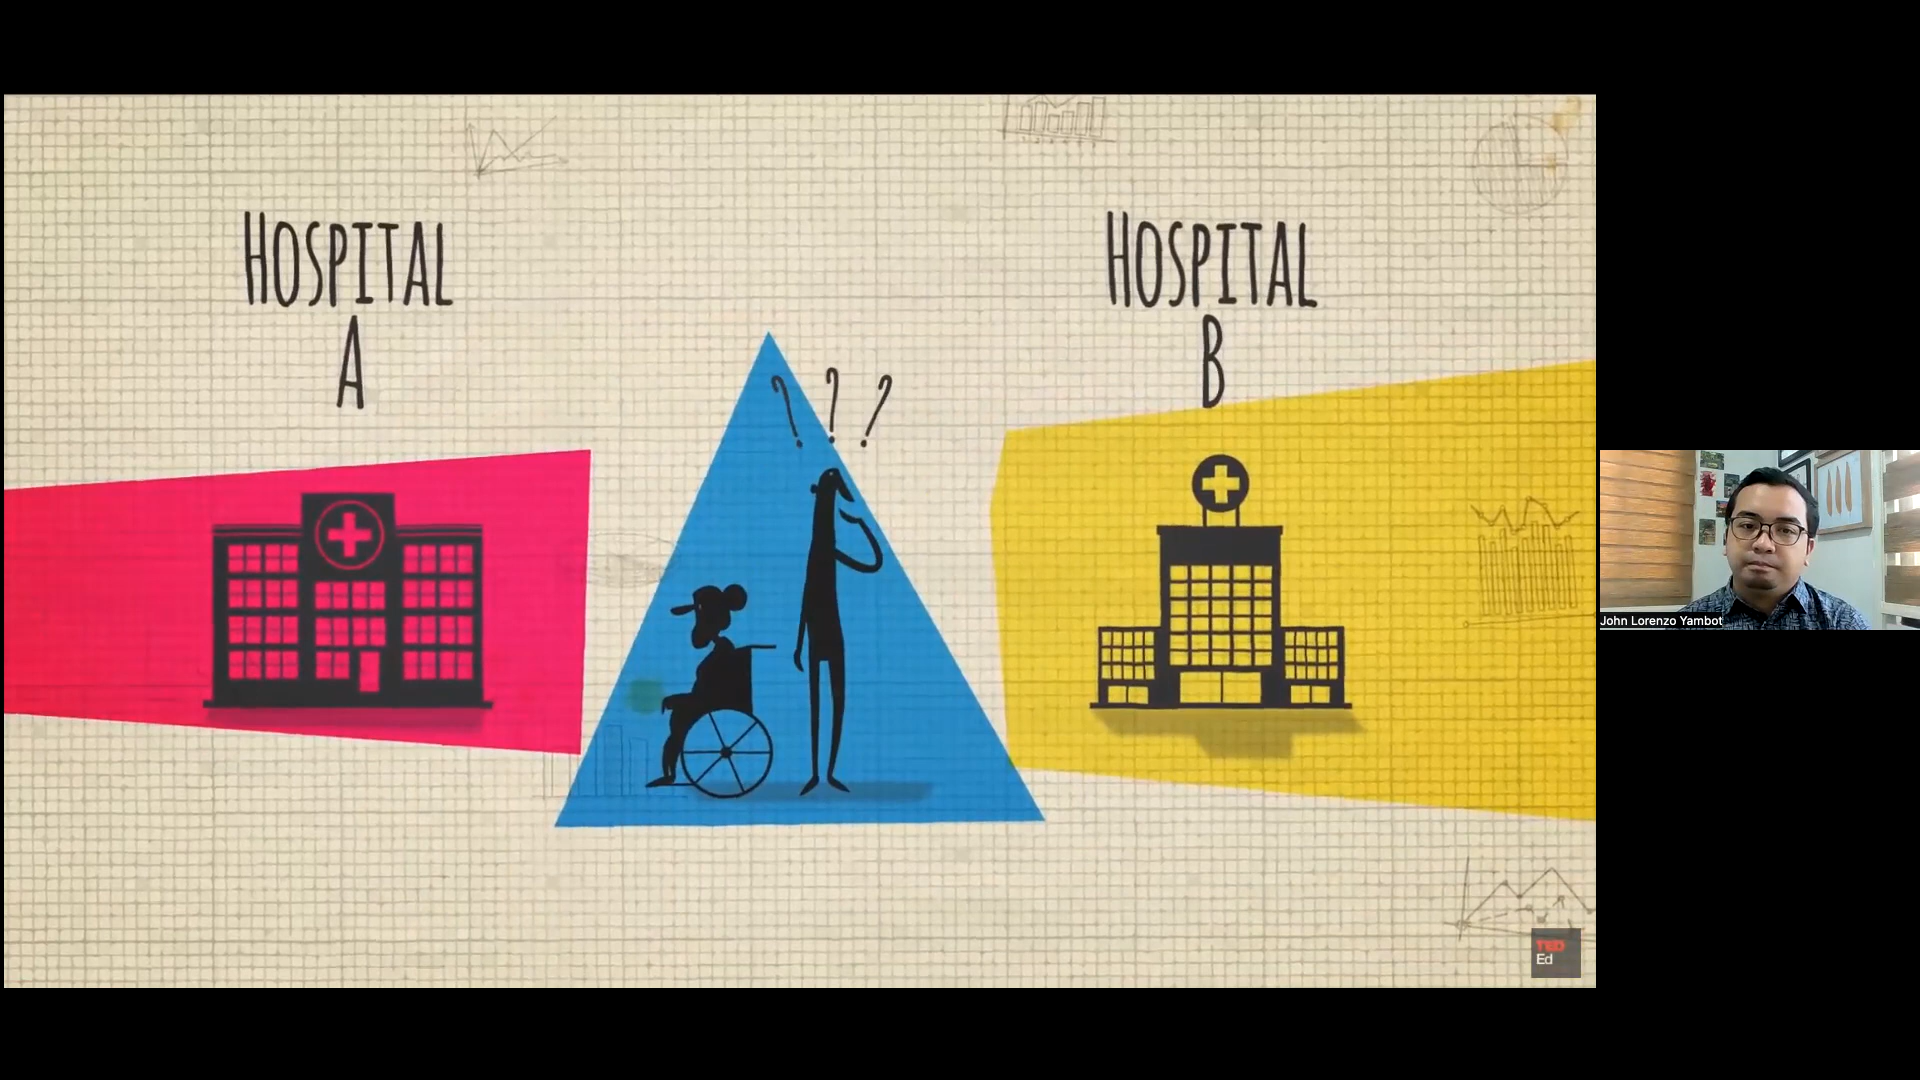 HOSPITAL
A
HOSPITAL
B
? ? ?
TED
Ed
John Lorenzo Yambot